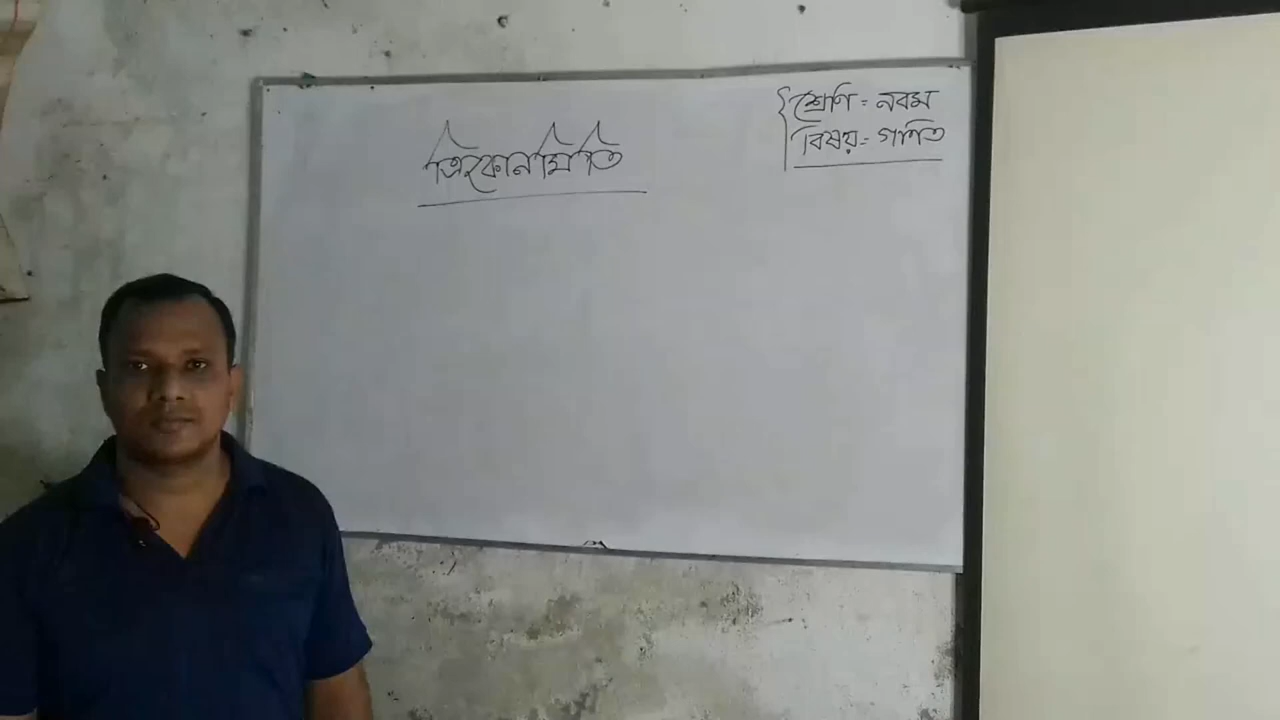 ত্রিকোনমিতি
শ্রেণি : নবম
বিষয় : গণিত